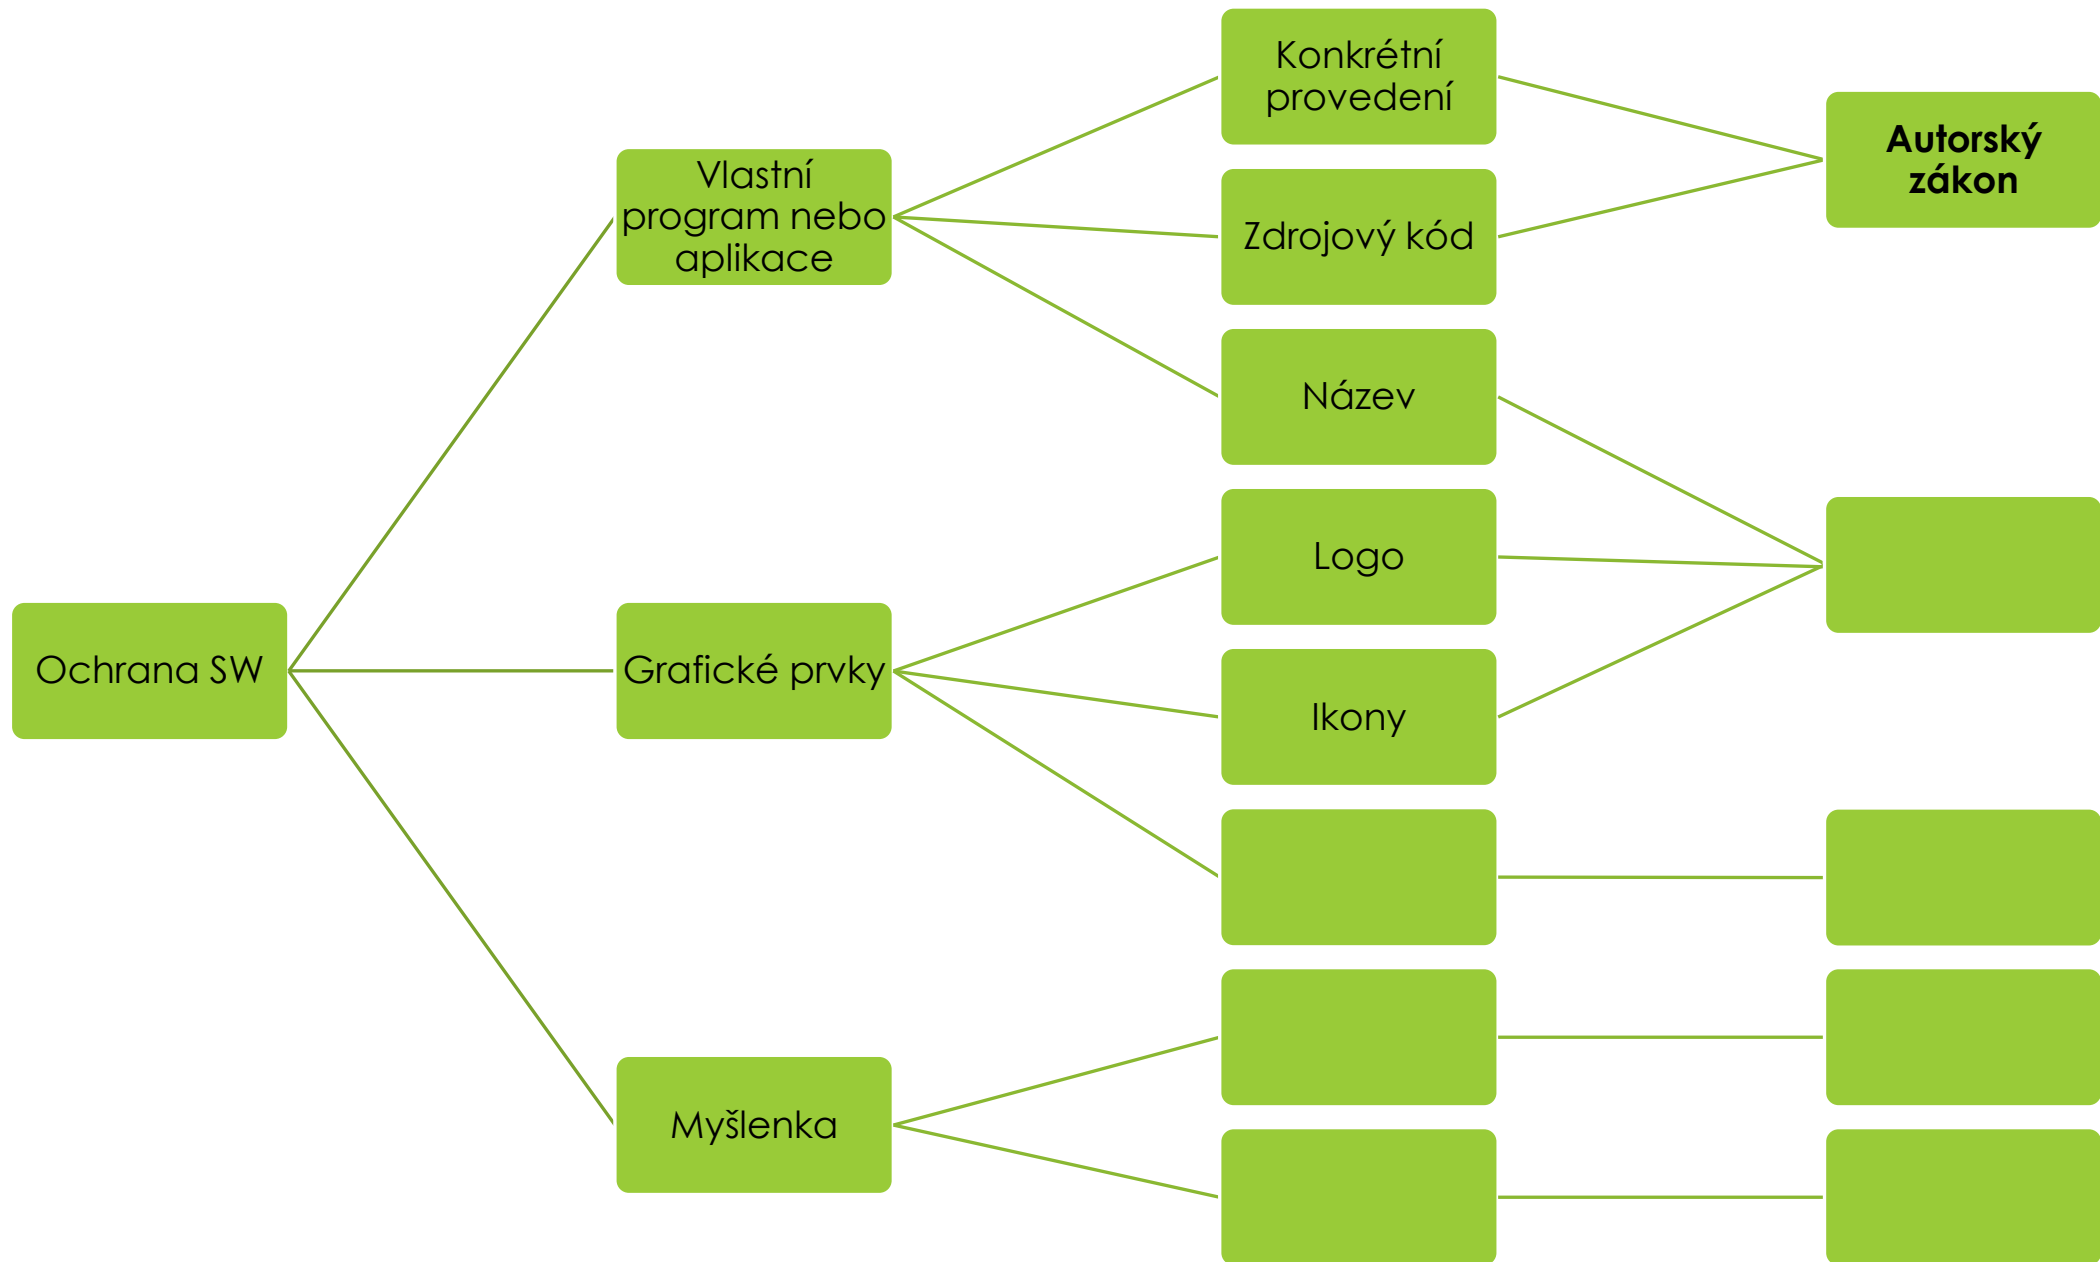 Ochrana SW
Vlastní
program nebo
aplikace
Konkrétní
provedení
Zdrojový kód
Název
Autorský
zákon
Grafické prvky
Logo
Ikony
Myšlenka